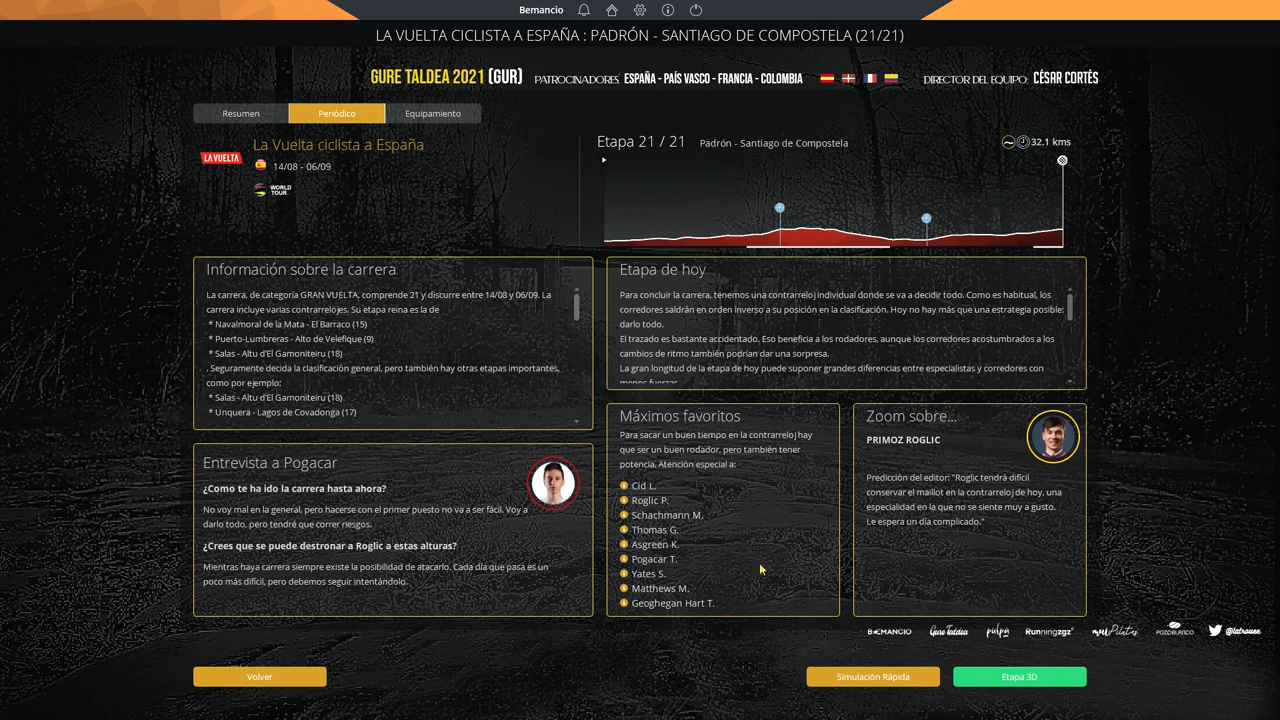 Bemancio
LA VUELTA CICLISTA A ESPAÑA : PADRÓN - SANTIAGO DE COMPOSTELA (21/21)
GURE TALDEA 2021 (GUR) PATROCINADORES ESPAÑA - PAÍS VASCO - FRANCIA - COLOMBIA DIRECTOR DEL EQUIPO: CÉSAR CORTÉS
Resumen Periódico Equipamiento
LA VUELTA
La Vuelta ciclista a España
14/08 - 06/09
WORLD TOUR
Etapa 21 / 21 Padrón - Santiago de Compostela 32.1 kms
Información sobre la carrera
La carrera, de categoría GRAN VUELTA, comprende 21 y discurre entre 14/08 y 06/09. La
carrera incluye varias contrarrelojes. Su etapa reina es la de
* Navalmoral de la Mata - El Barraco (15)
* Puerto-Lumbreras - Alto de Velefique (9)
* Salas - Altu d'El Gamoniteiru (18)
. Seguramente decida la clasificación general, pero también hay otras etapas importantes,
como por ejemplo:
* Salas - Altu d'El Gamoniteiru (18)
* Unquera - Lagos de Covadonga (17)
Etapa de hoy
Para concluir la carrera, tenemos una contrarreloj individual donde se va a decidir todo. Como es habitual, los
corredores saldrán en orden inverso a su posición en la clasificación. Hoy no hay más que una estrategia posible:
darlo todo.
El trazado es bastante accidentado. Eso beneficia a los rodadores, aunque los corredores acostumbrados a los
cambios de ritmo también podrían dar una sorpresa.
La gran longitud de la etapa de hoy puede suponer grandes diferencias entre especialistas y corredores con
menos fuerzas.
Entrevista a Pogacar
¿Como te ha ido la carrera hasta ahora?
No voy mal en la general, pero hacerse con el primer puesto no va a ser fácil. Voy a
darlo todo, pero tendré que correr riesgos.
¿Crees que se puede destronar a Roglic a estas alturas?
Mientras haya carrera siempre existe la posibilidad de atacarlo. Cada día que pasa es un
poco más difícil, pero debemos seguir intentándolo.
Máximos favoritos
Para sacar un buen tiempo en la contrarreloj hay
que ser un buen rodador, pero también tener
potencia. Atención especial a:
Cid L.
Roglic P.
Schachmann M.
Thomas G.
Asgreen K.
Pogacar T.
Yates S.
Matthews M.
Geoghegan Hart T.
Zoom sobre...
PRIMOZ ROGLIC
Predicción del editor: "Roglic tendrá difícil
conservar el maillot en la contrarreloj de hoy, una
especialidad en la que no se siente muy a gusto.
Le espera un día complicado."
BEMANCIO Gure Taldea pulpá Runningzgz muu Pilates POZOBLANCO @latrouee
Volver Simulación Rápida Etapa 3D